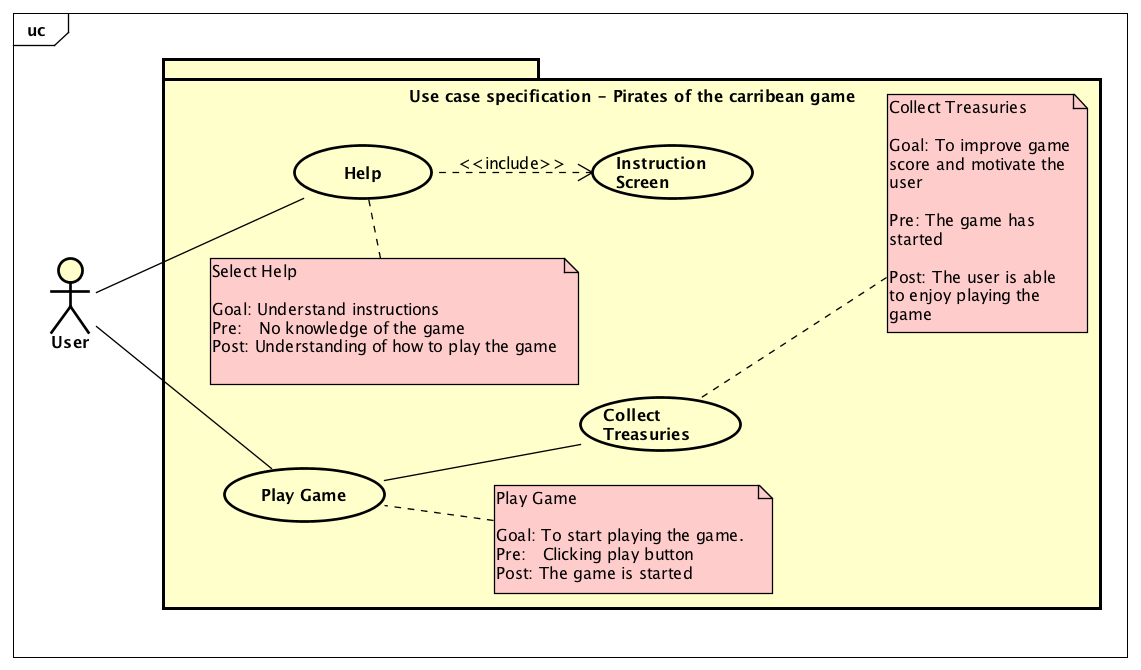 uc
Use case specification - Pirates of the carribean game
Help
<<include>>
Instruction
Screen
Collect Treasuries
Goal: To improve game
score and motivate the
user
Pre: The game has
started
Post: The user is able
to enjoy playing the
game
User
Select Help
Goal: Understand instructions
Pre: No knowledge of the game
Post: Understanding of how to play the game
Collect
Treasuries
Play Game
Play Game
Goal: To start playing the game.
Pre: Clicking play button
Post: The game is started